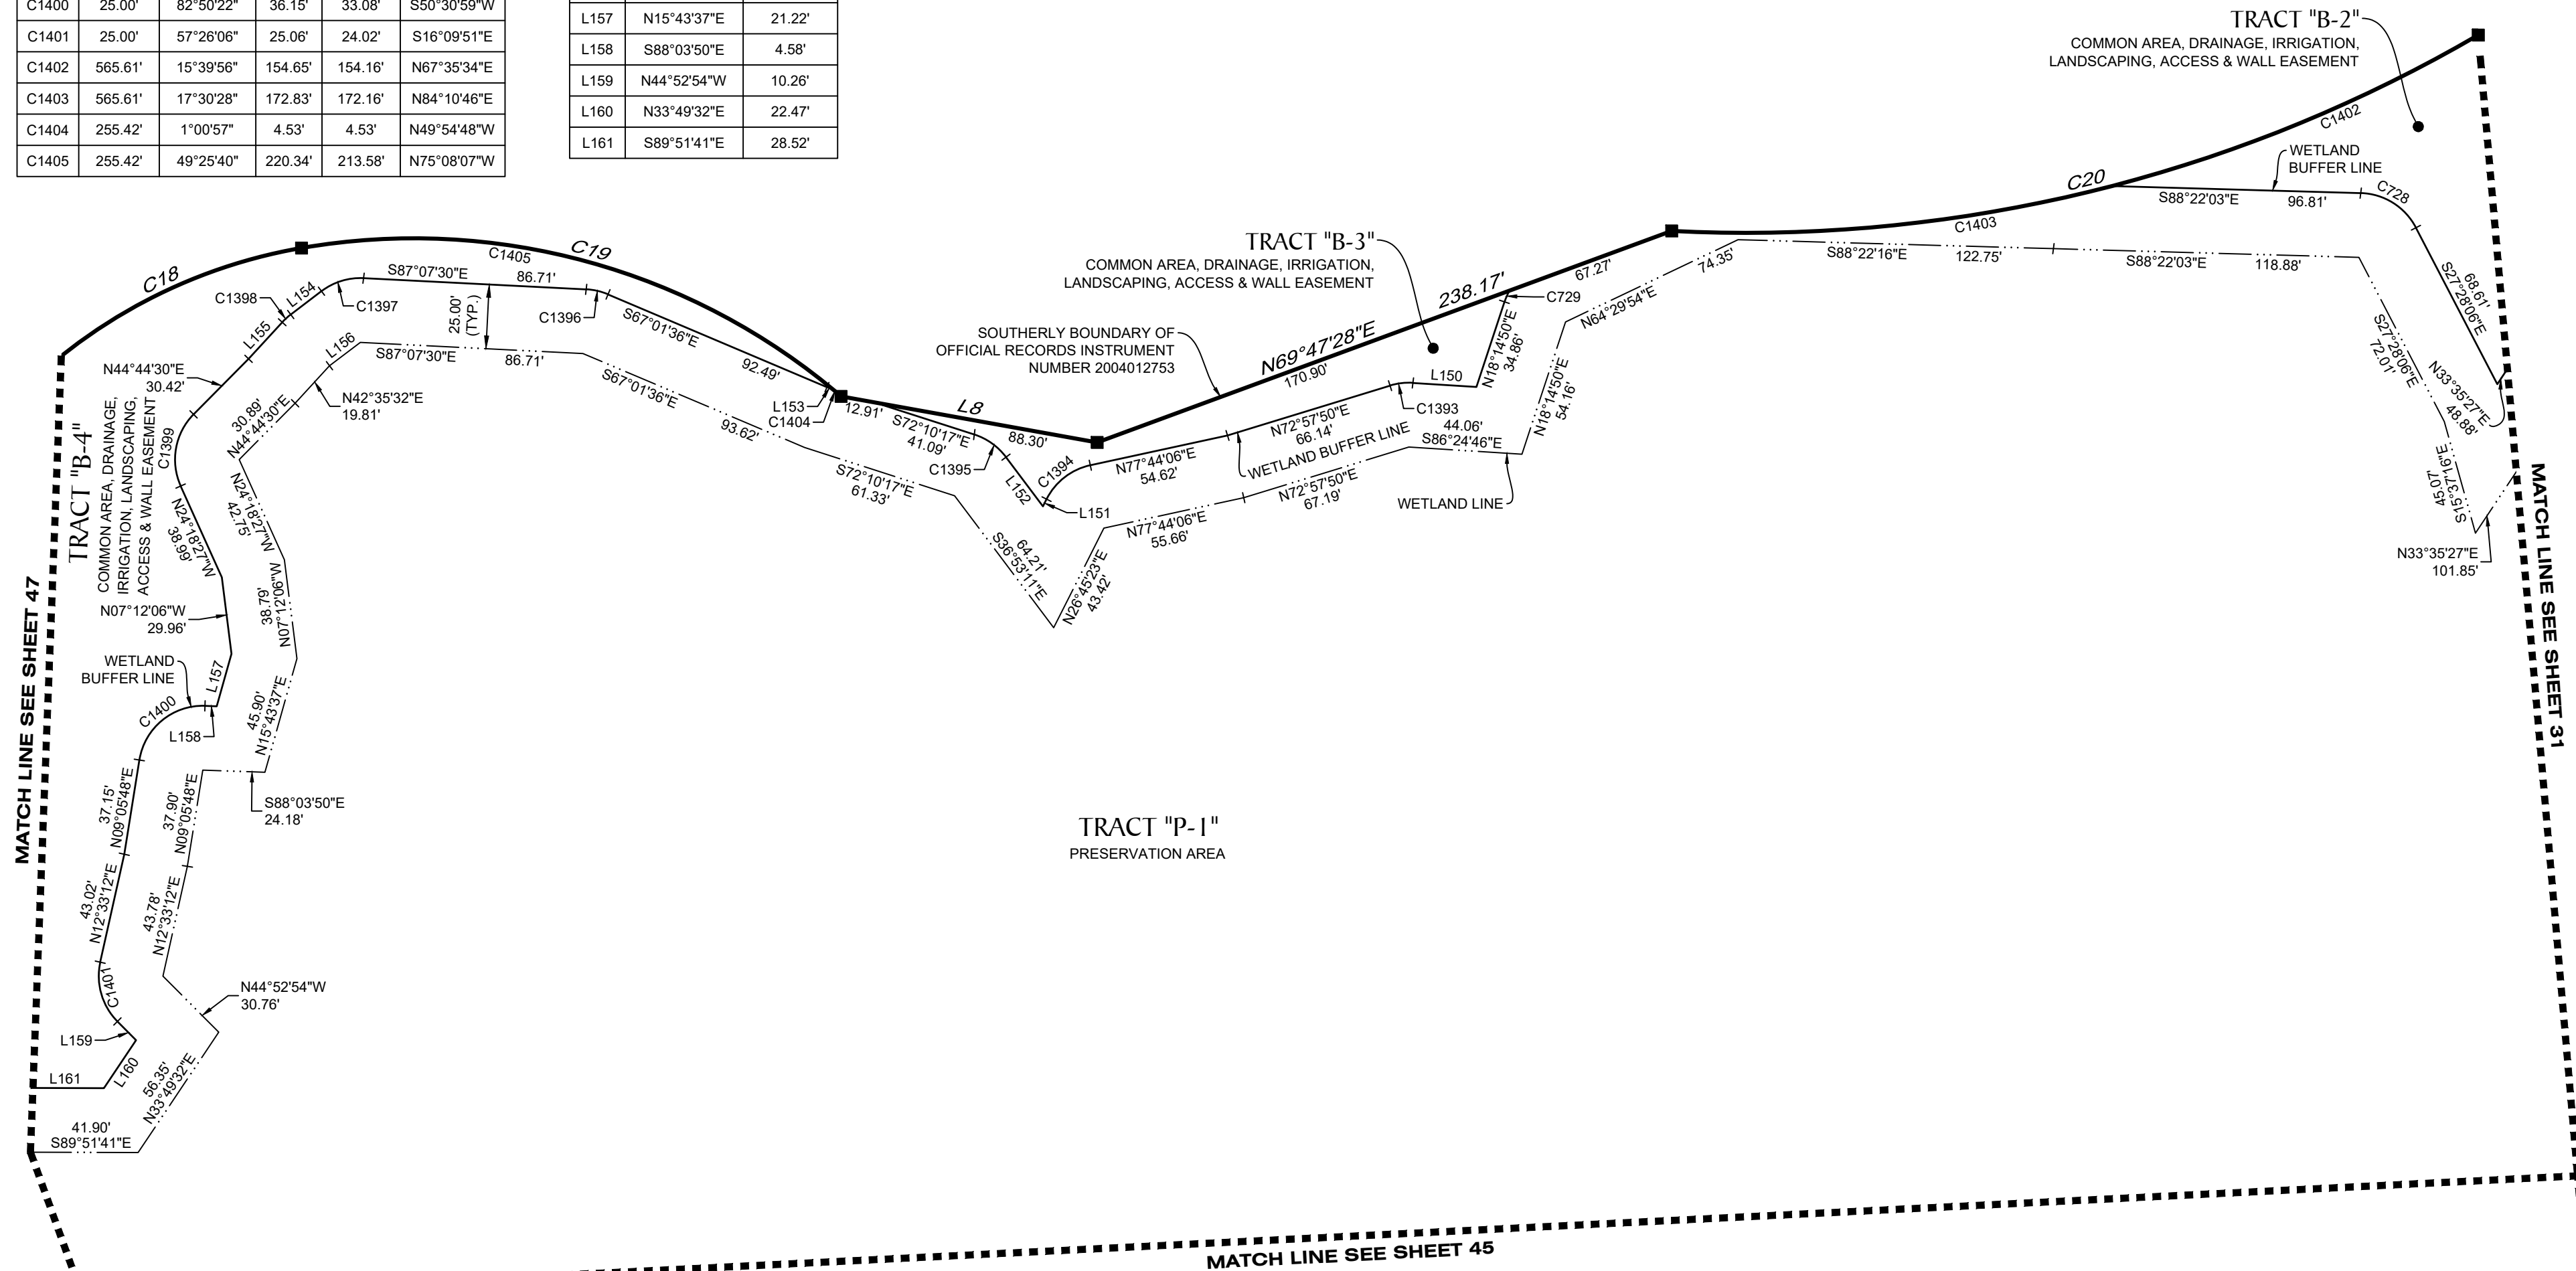 C1400 25.00' 82°50'22" 36.15' 33.08' S50°30'59"W
C1401 25.00' 57°26'06" 25.06' 24.02' S16°09'51"E
C1402 565.61' 15°39'56" 154.65' 154.16' N67°35'34"E
C1403 565.61' 17°30'28" 172.83' 172.16' N84°10'46"E
C1404 255.42' 1°00'57" 4.53' 4.53' N49°54'48"W
C1405 255.42' 49°25'40" 220.34' 213.58' N75°08'07"W
L157 N15°43'37"E 21.22'
L158 S88°03'50"E 4.58'
L159 N44°52'54"W 10.26'
L160 N33°49'32"E 22.47'
L161 S89°51'41"E 28.52'
TRACT "B-2"
COMMON AREA, DRAINAGE, IRRIGATION,
LANDSCAPING, ACCESS & WALL EASEMENT
C1402
WETLAND
BUFFER LINE
C20
S88°22'03"E
96.81'
C728
C1403
68.61'
S27°28'06"E
TRACT "B-3"
COMMON AREA, DRAINAGE, IRRIGATION,
LANDSCAPING, ACCESS & WALL EASEMENT
C18
C19
C1405
S87°07'30"E
86.71'
C1398
L154
C1397
C1396
25.00'
(TYP.)
S67°01'36"E
92.49'
L155
L156
S87°07'30"E
86.71'
S67°01'36"E
93.62'
N44°44'30"E
30.42'
N42°35'32"E
19.81'
30.89'
N44°44'30"E
SOUTHERLY BOUNDARY OF
OFFICIAL RECORDS INSTRUMENT
NUMBER 2004012753
238.17'
N69°47'28"E
170.90'
67.27'
C729
74.35'
N64°29'54"E
S88°22'16"E
122.75'
S88°22'03"E
118.88'
S27°28'06"E
72.01'
N33°35'27"E
48.88'
S15°37'16"E
45.07'
N33°35'27"E
101.85'
L153
C1404
12.91'
L8
88.30'
S72°10'17"E
41.09'
C1395
L152
C1394
L151
N77°44'06"E
54.62'
N72°57'50"E
66.14'
WETLAND BUFFER LINE
C1393
L150
N18°14'50"E
34.86'
44.06'
S86°24'46"E
N18°14'50"E
54.16'
WETLAND LINE
N72°57'50"E
67.19'
N77°44'06"E
55.66'
S72°10'17"E
61.33'
64.21'
S36°53'11"E
N26°45'23"E
43.42'
TRACT "B-4"
COMMON AREA, DRAINAGE,
IRRIGATION, LANDSCAPING,
ACCESS & WALL EASEMENT
C1399
N24°18'27"W
38.99'
N24°18'27"W
42.75'
N07°12'06"W
29.96'
38.79'
N07°12'06"W
WETLAND
BUFFER LINE
L157
C1400
L158
45.90'
N15°43'37"E
S88°03'50"E
24.18'
37.15'
N09°05'48"E
37.90'
N09°05'48"E
43.02'
N12°33'12"E
43.78'
N12°33'12"E
C1401
N44°52'54"W
30.76'
L159
L160
L161
56.35'
N33°49'32"E
41.90'
S89°51'41"E
TRACT "P-1"
PRESERVATION AREA
MATCH LINE SEE SHEET 47
MATCH LINE SEE SHEET 31
MATCH LINE SEE SHEET 45